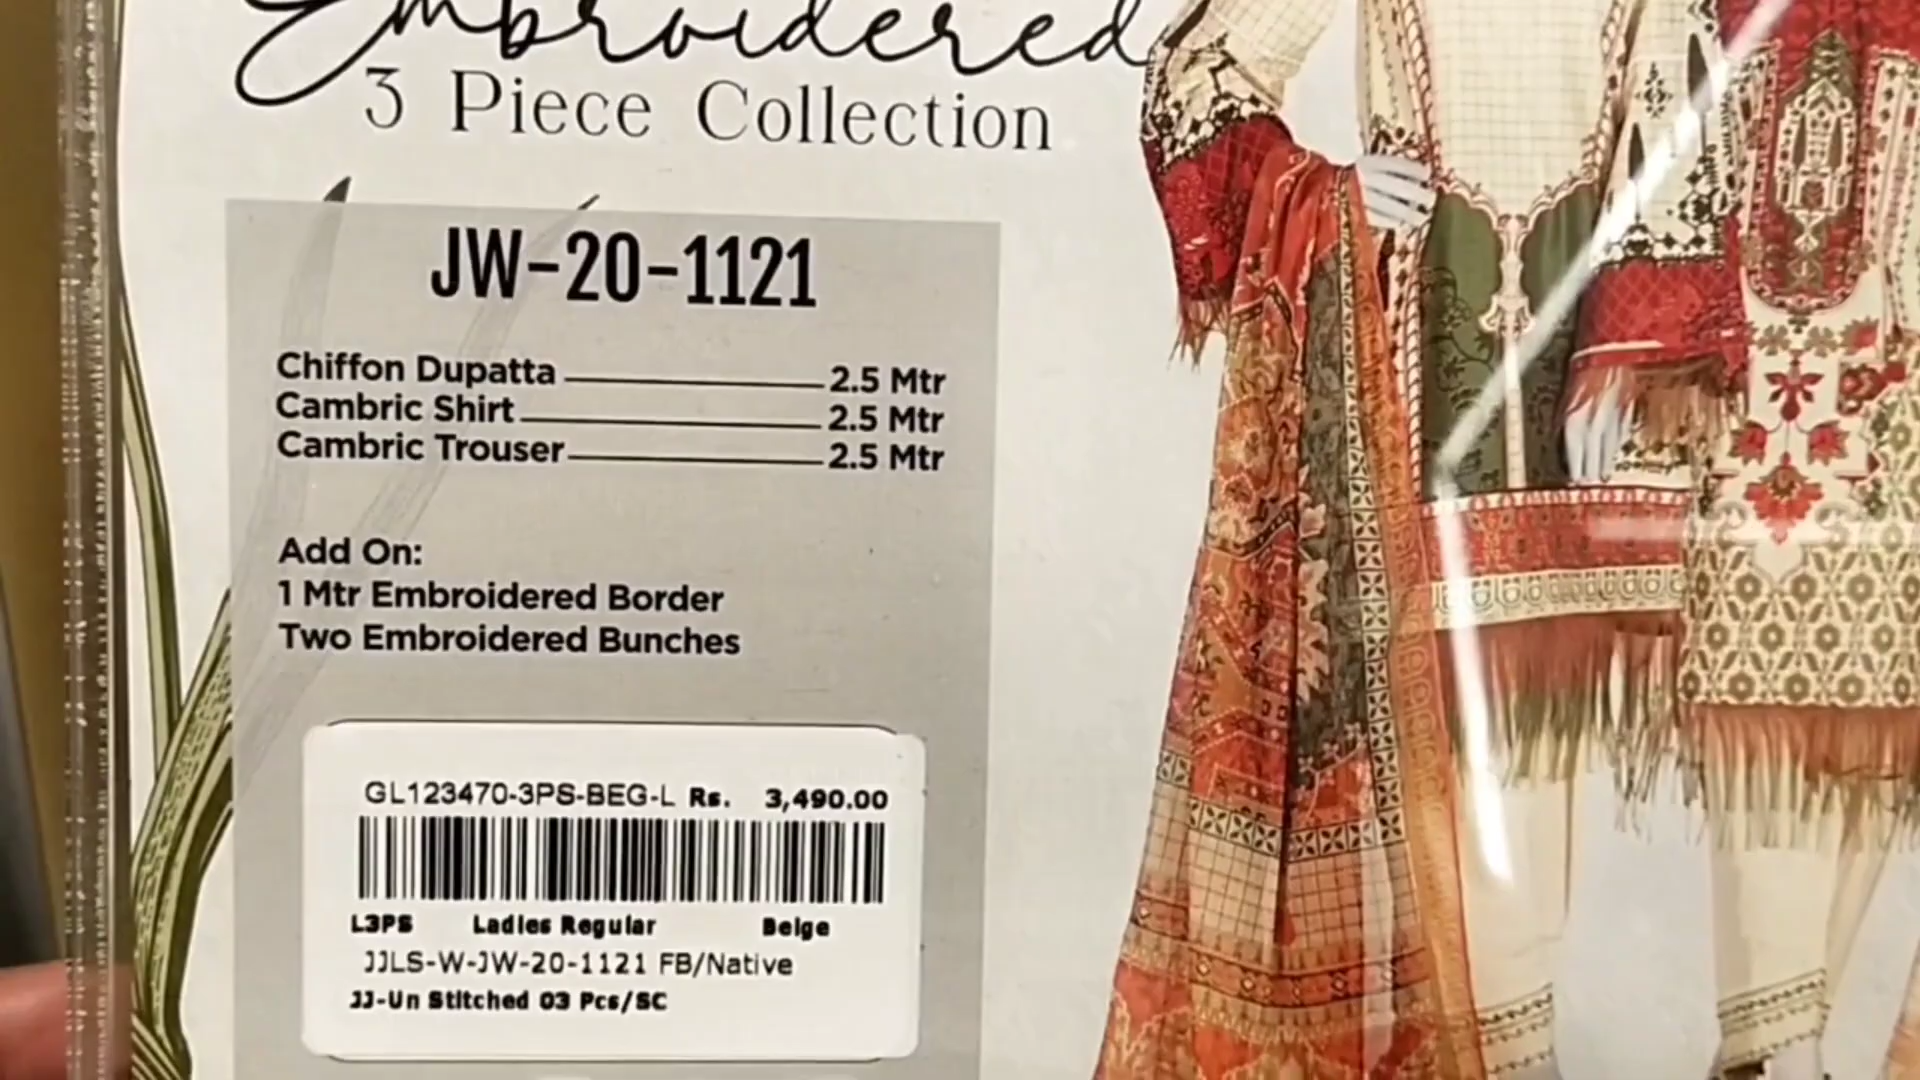 Embroidered
3 Piece Collection
JW-20-1121
Chiffon Dupatta 2.5 Mtr
Cambric Shirt 2.5 Mtr
Cambric Trouser 2.5 Mtr
Add On:
1 Mtr Embroidered Border
Two Embroidered Bunches
GL123470-3PS-BEG-L Rs. 3,490.00
L3PS Ladies Regular Beige
JJLS-W-JW-20-1121 FB/Native
JJ-Un Stitched 03 Pcs/SC